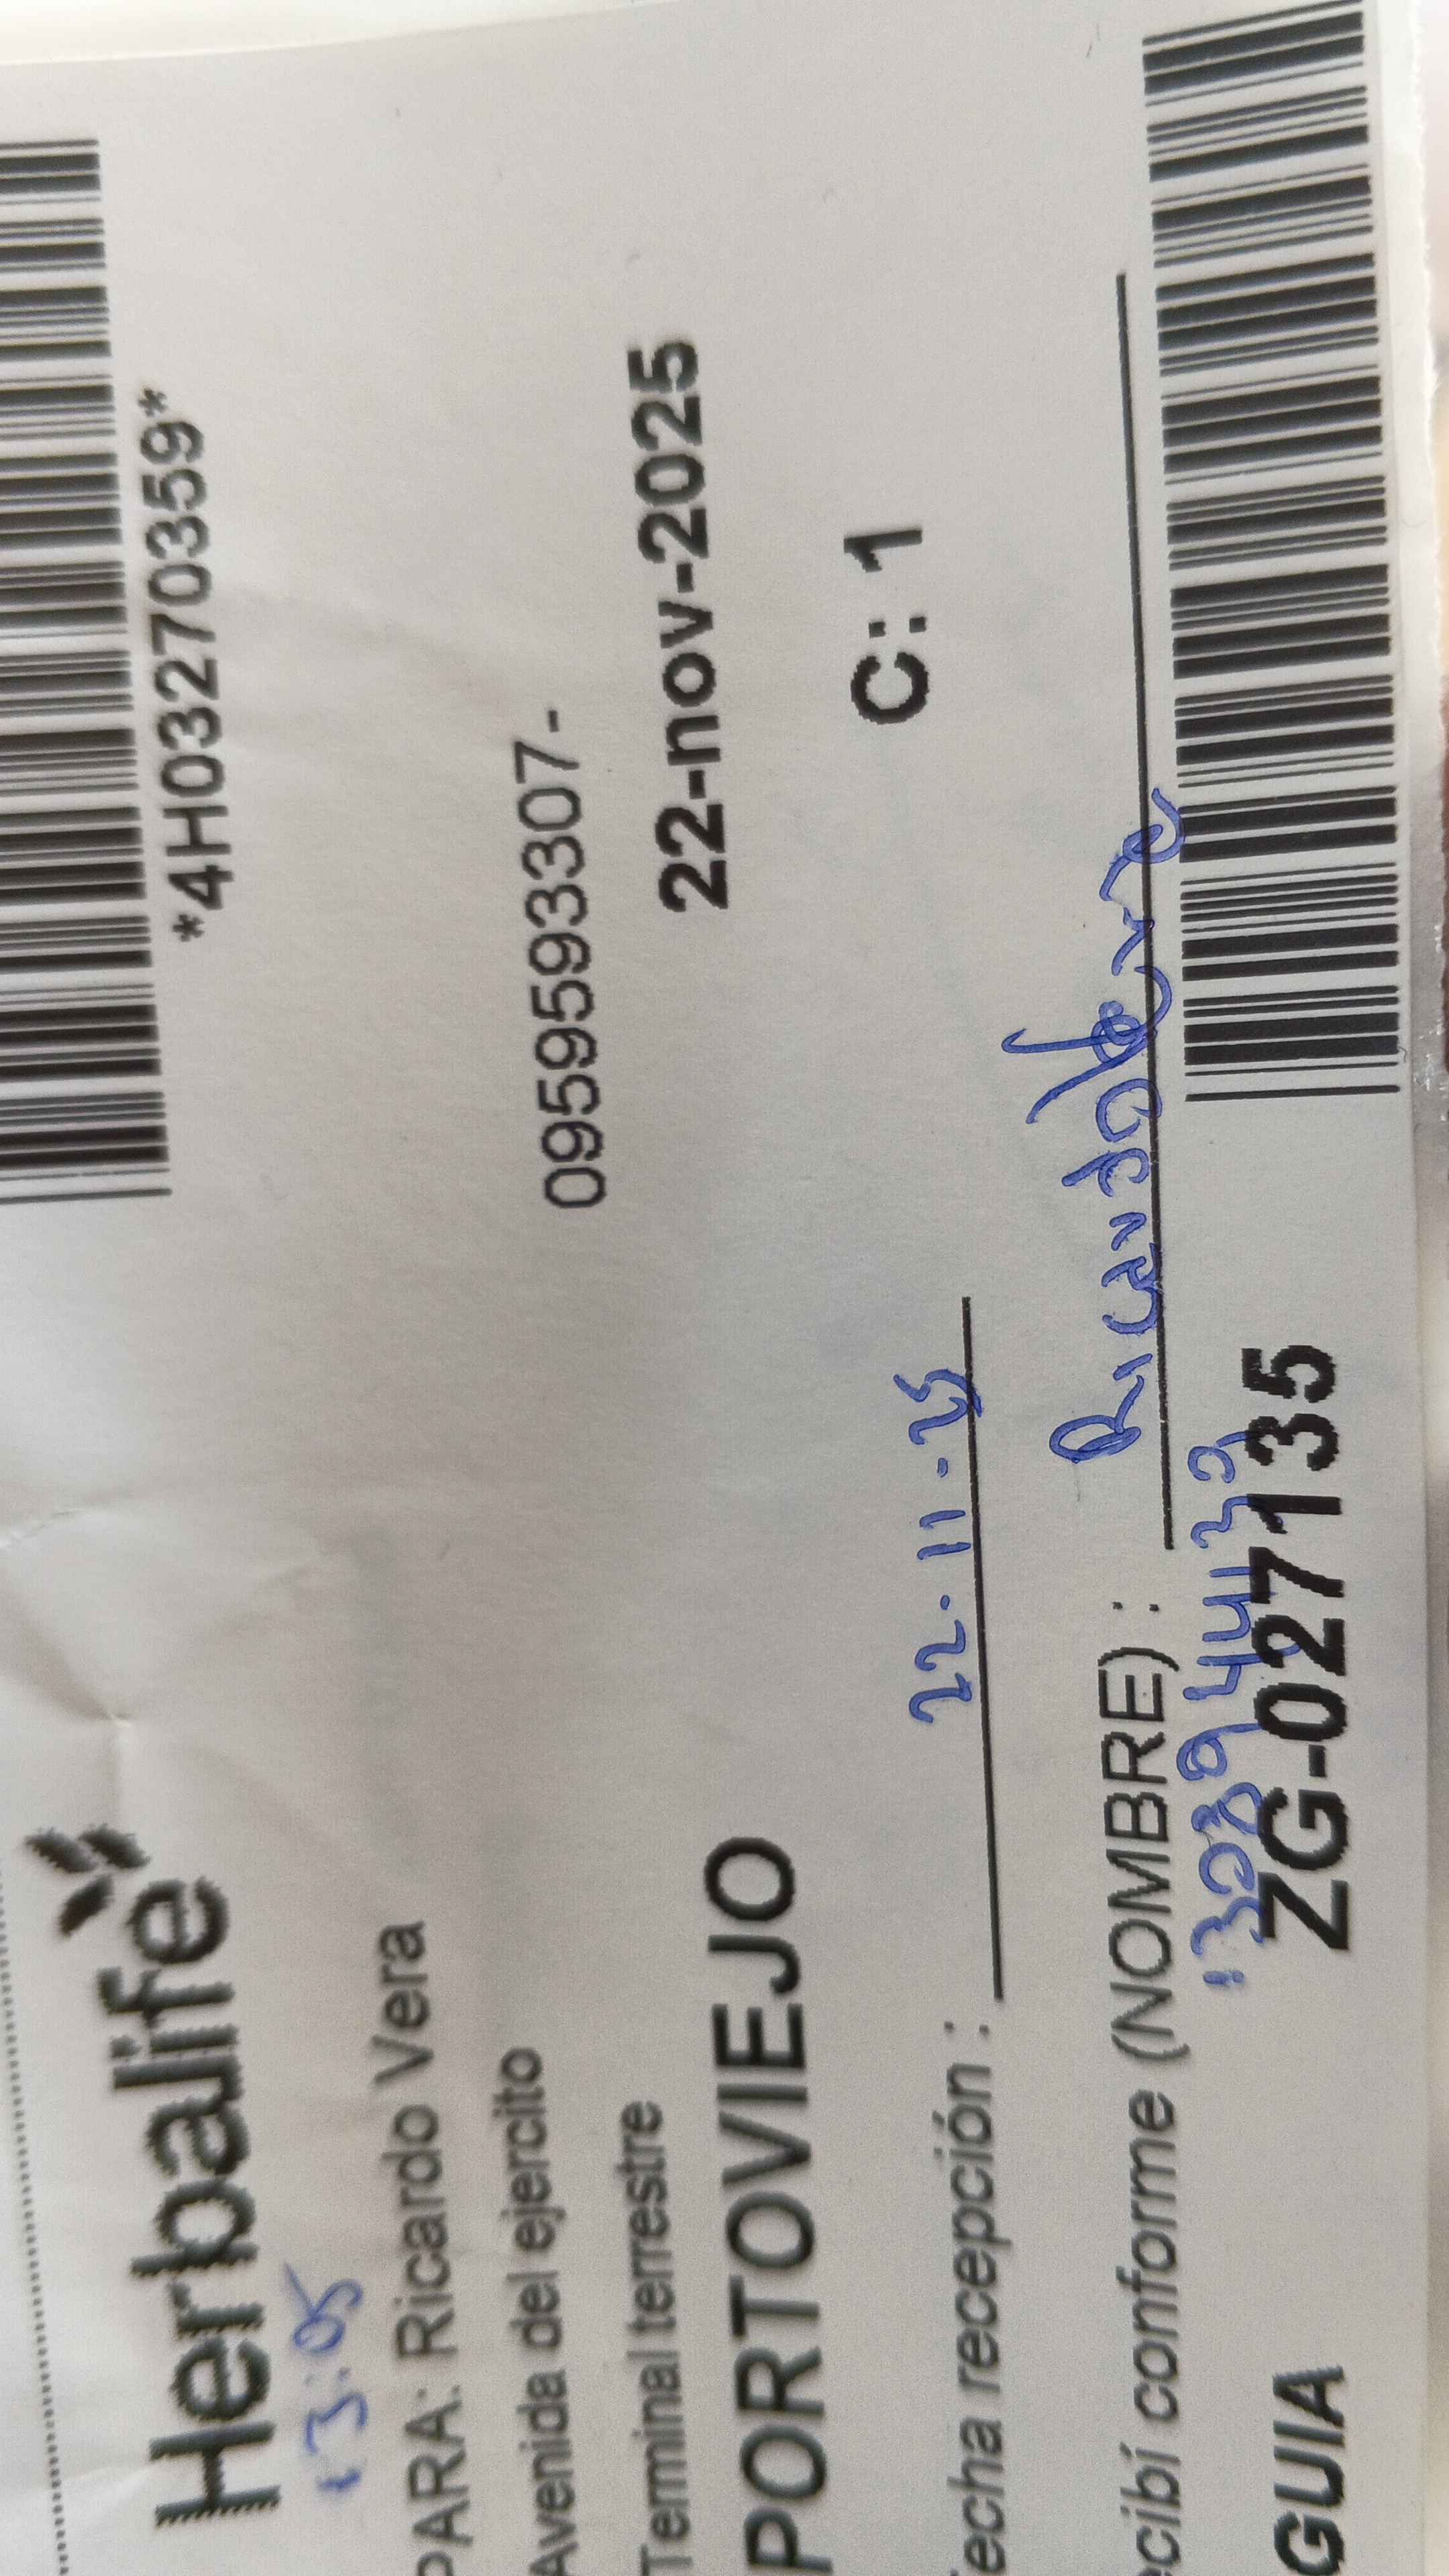 *4H03270359*
Herbalife
13:05
PARA: Ricardo Vera
0959593307-
Avenida del ejercito
Terminal terrestre
22-nov-2025
PORTOVIEJO
C: 1
echa recepción : 22-11-25
ecibí conforme (NOMBRE) : Ricardo Vera
GUIA ZG-027135